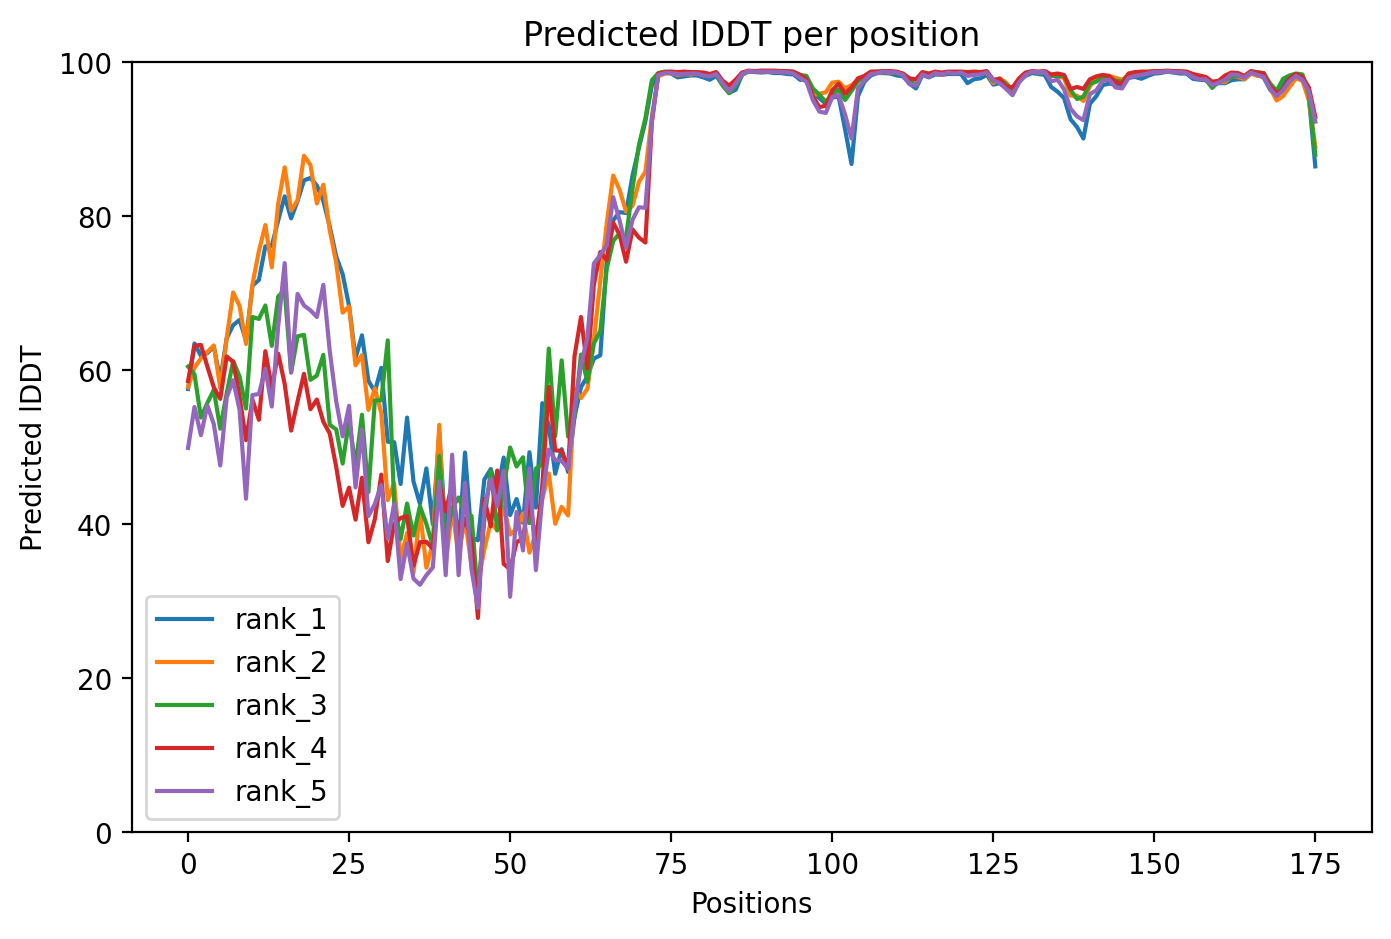 Predicted lDDT per position
Predicted lDDT
100
80
60
40
20
0
rank_1
rank_2
rank_3
rank_4
rank_5
0 25 50 75 100 125 150 175
Positions